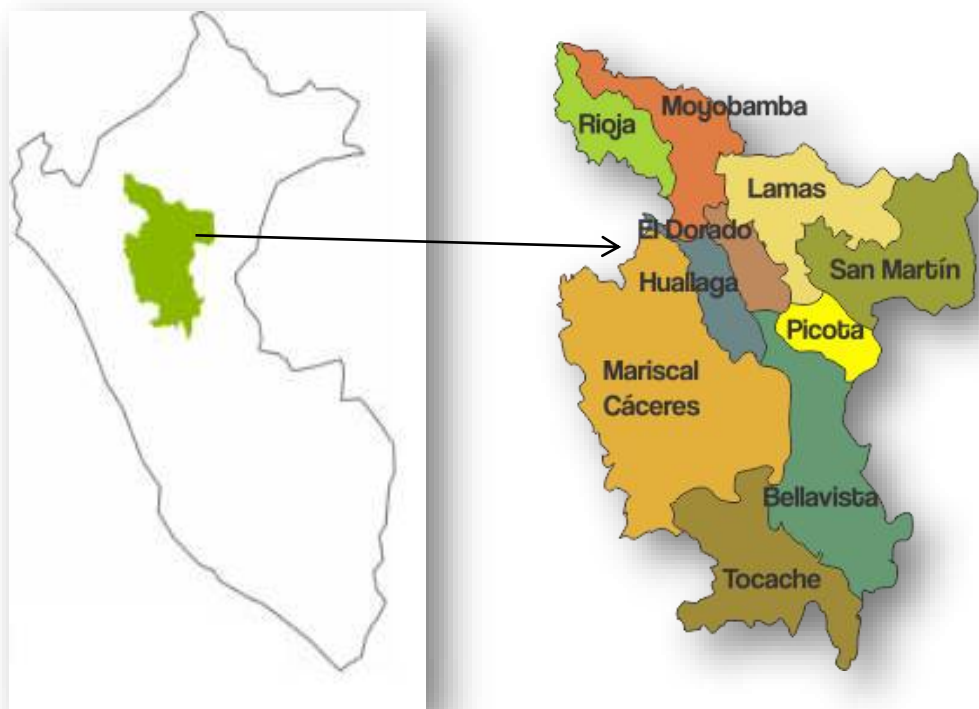 Moyobamba
Rioja
Lamas
El Dorado
San Martín
Huallaga
Picota
Mariscal
Cáceres
Bellavista
Tocache